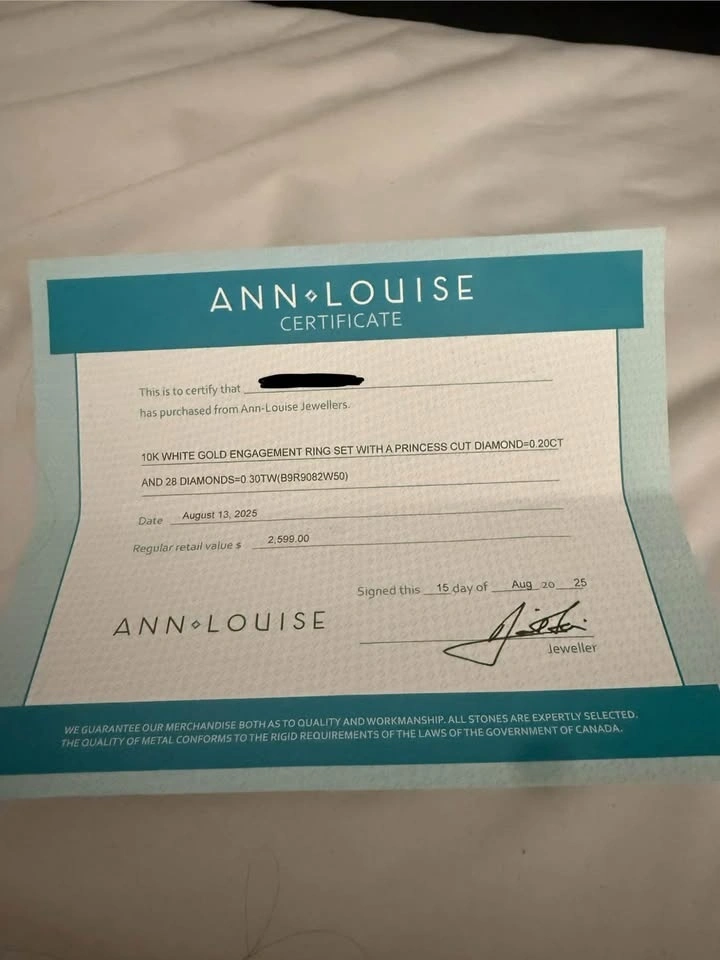 ANN◇LOUISE
CERTIFICATE
This is to certify that
has purchased from Ann-Louise Jewellers.
10K WHITE GOLD ENGAGEMENT RING SET WITH A PRINCESS CUT DIAMOND=0.20CT
AND 28 DIAMONDS=0.30TW(B9R9082W50)
Date August 13, 2025
Regular retail value $ 2,599.00
Signed this 15 day of Aug 20 25
ANN◇LOUISE
Jeweller
WE GUARANTEE OUR MERCHANDISE BOTH AS TO QUALITY AND WORKMANSHIP. ALL STONES ARE EXPERTLY SELECTED.
THE QUALITY OF METAL CONFORMS TO THE RIGID REQUIREMENTS OF THE LAWS OF THE GOVERNMENT OF CANADA.